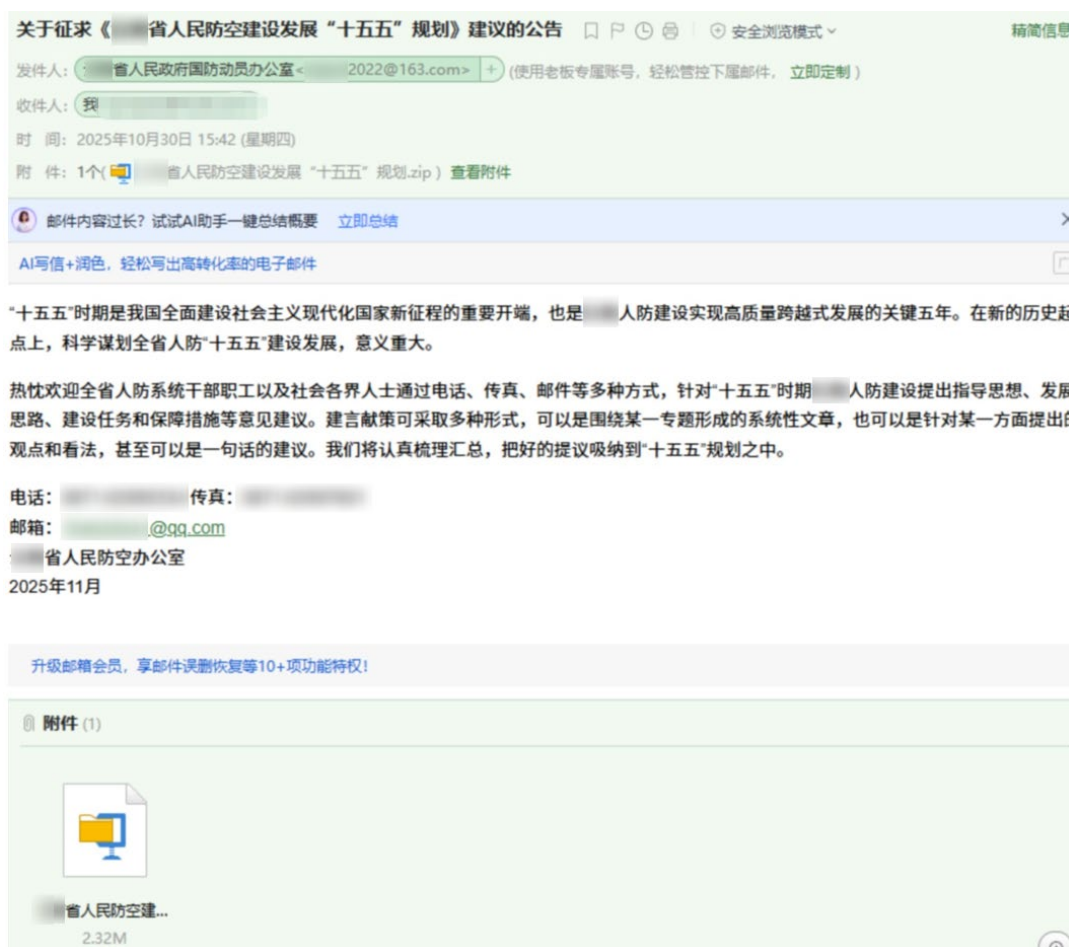 关于征求《省人民防空建设发展“十五五”规划》建议的公告 安全浏览模式 精简信息
发件人: 省人民政府国防动员办公室<2022@163.com> + (使用老板专属账号，轻松管控下属邮件，立即定制)
收件人: 我
时 间: 2025年10月30日 15:42 (星期四)
附 件: 1个( 省人民防空建设发展“十五五”规划.zip ) 查看附件
邮件内容过长？试试AI助手一键总结概要 立即总结
AI写信+润色，轻松写出高转化率的电子邮件
“十五五”时期是我国全面建设社会主义现代化国家新征程的重要开端，也是 人防建设实现高质量跨越式发展的关键五年。在新的历史起
点上，科学谋划全省人防“十五五”建设发展，意义重大。
热忱欢迎全省人防系统干部职工以及社会各界人士通过电话、传真、邮件等多种方式，针对“十五五”时期 人防建设提出指导思想、发展
思路、建设任务和保障措施等意见建议。建言献策可采取多种形式，可以是围绕某一专题形成的系统性文章，也可以是针对某一方面提出的
观点和看法，甚至可以是一句话的建议。我们将认真梳理汇总，把好的提议吸纳到“十五五”规划之中。
电话: 传真:
邮箱: @qq.com
省人民防空办公室
2025年11月
升级邮箱会员，享邮件误删恢复等10+项功能特权！
附件 (1)
省人民防空建...
2.32M